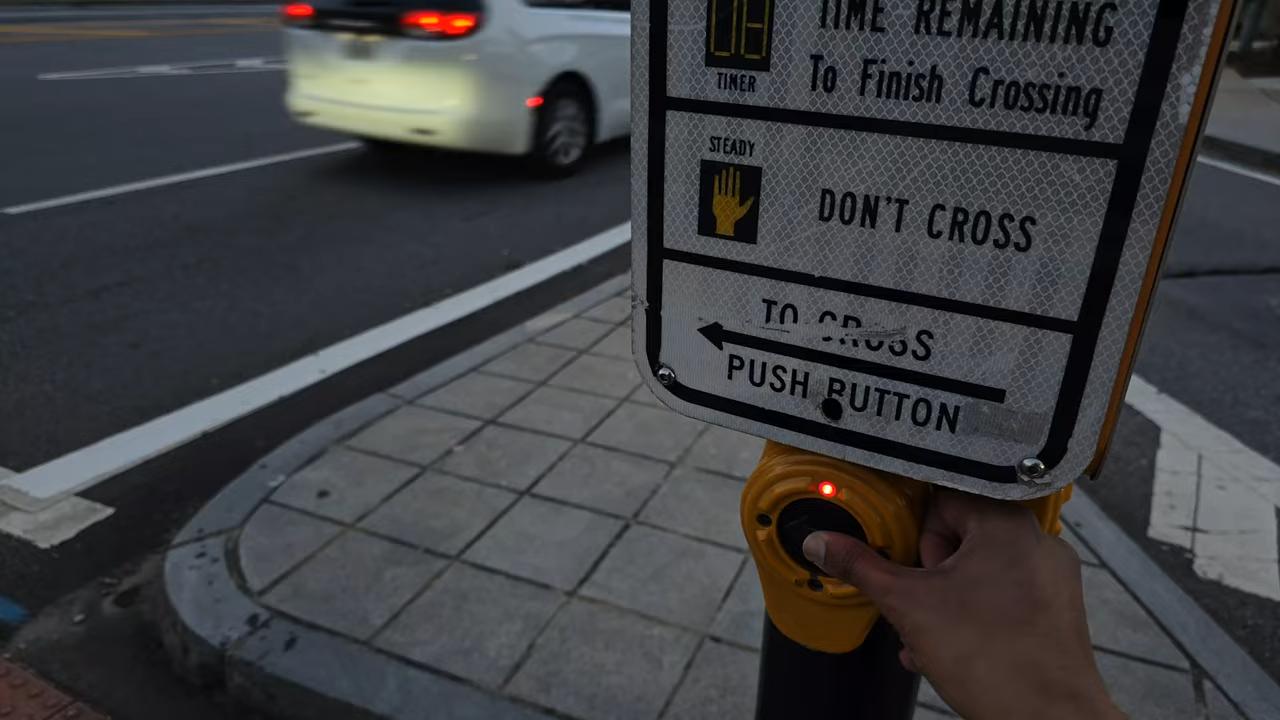 TIME REMAINING
To Finish Crossing
TIMER
STEADY
DON'T CROSS
TO CROSS
PUSH BUTTON